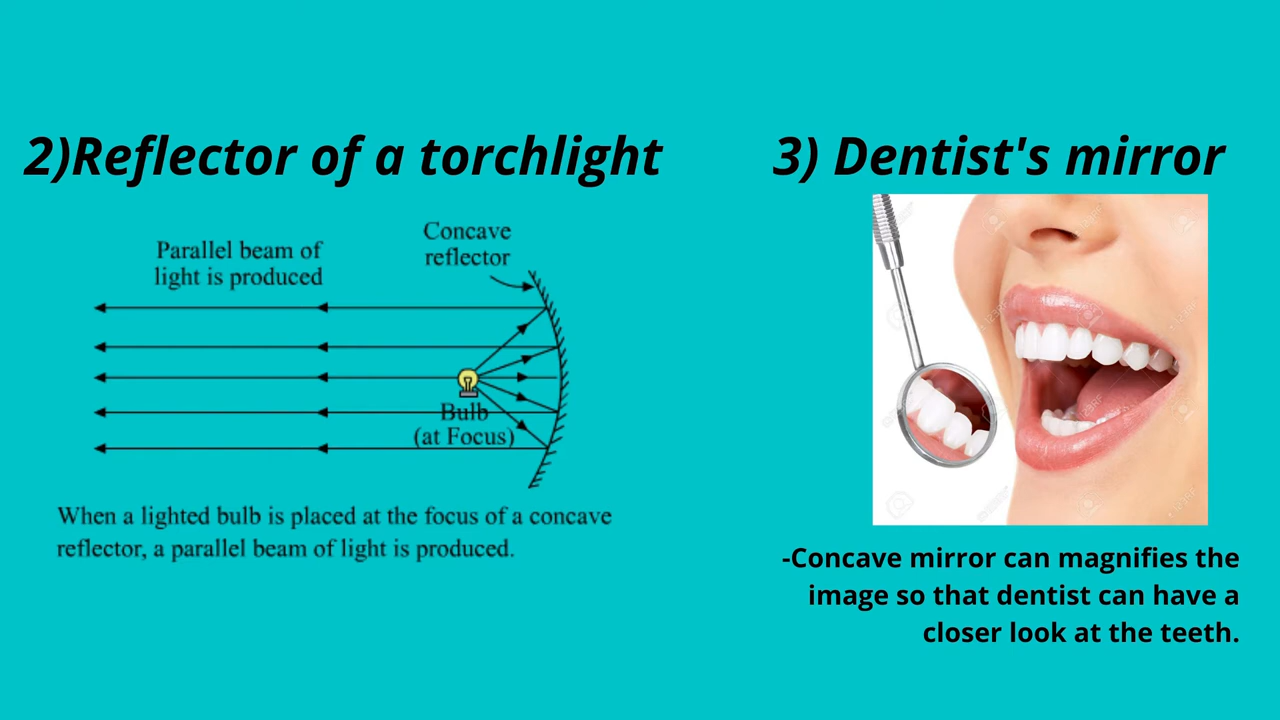 2)Reflector of a torchlight
Parallel beam of
light is produced
Concave
reflector
Bulb
(at Focus)
When a lighted bulb is placed at the focus of a concave
reflector, a parallel beam of light is produced.
3) Dentist's mirror
-Concave mirror can magnifies the
image so that dentist can have a
closer look at the teeth.